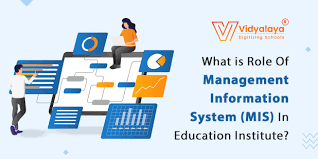 Vidyalaya
Digitizing Schools
What is Role Of
Management
Information
System (MIS) In
Education Institute?